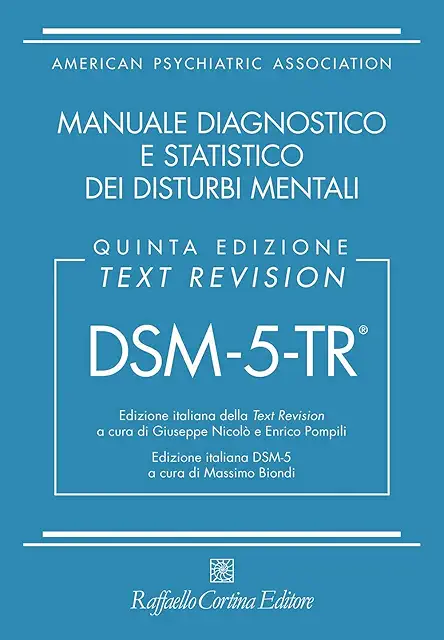 AMERICAN PSYCHIATRIC ASSOCIATION
MANUALE DIAGNOSTICO
E STATISTICO
DEI DISTURBI MENTALI
QUINTA EDIZIONE
TEXT REVISION
DSM-5-TR®
Edizione italiana della Text Revision
a cura di Giuseppe Nicolò e Enrico Pompili
Edizione italiana DSM-5
a cura di Massimo Biondi
Raffaello Cortina Editore